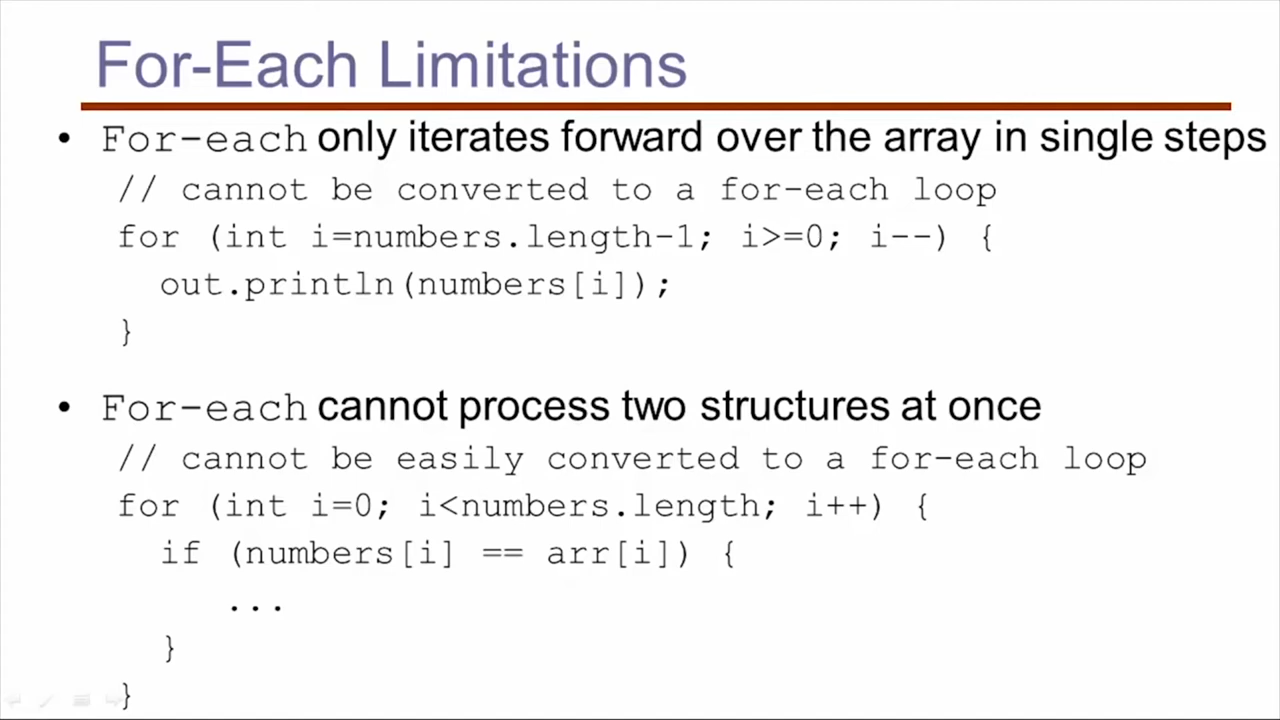 For-Each Limitations
• For-each only iterates forward over the array in single steps
// cannot be converted to a for-each loop
for (int i=numbers.length-1; i>=0; i--) {
out.println(numbers[i]);
}
• For-each cannot process two structures at once
// cannot be easily converted to a for-each loop
for (int i=0; i<numbers.length; i++) {
if (numbers[i] == arr[i]) {
...
}
}